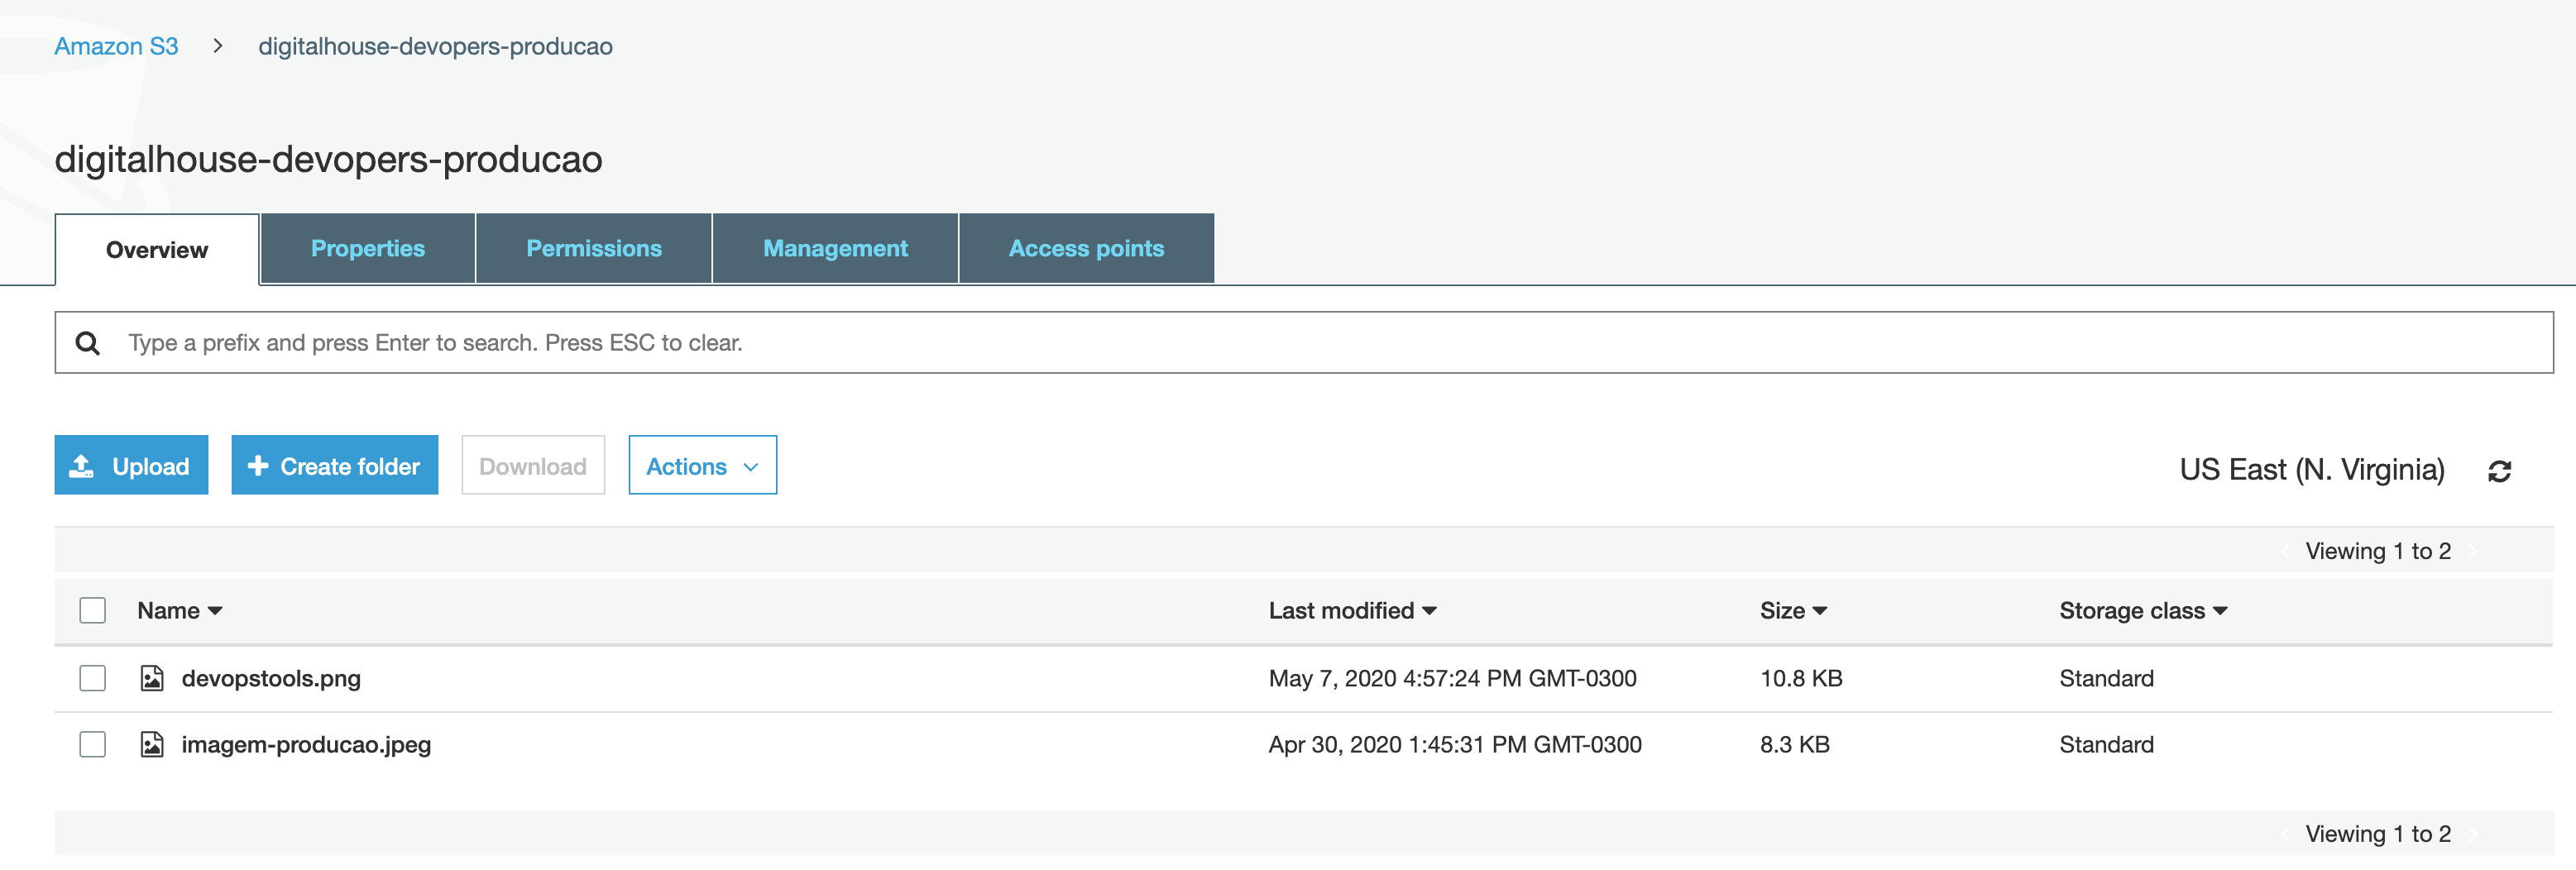 Amazon S3 > digitalhouse-devopers-producao
digitalhouse-devopers-producao
Overview Properties Permissions Management Access points
Type a prefix and press Enter to search. Press ESC to clear.
Upload + Create folder Download Actions US East (N. Virginia)
Viewing 1 to 2
Name Last modified Size Storage class
devopstools.png May 7, 2020 4:57:24 PM GMT-0300 10.8 KB Standard
imagem-producao.jpeg Apr 30, 2020 1:45:31 PM GMT-0300 8.3 KB Standard
Viewing 1 to 2